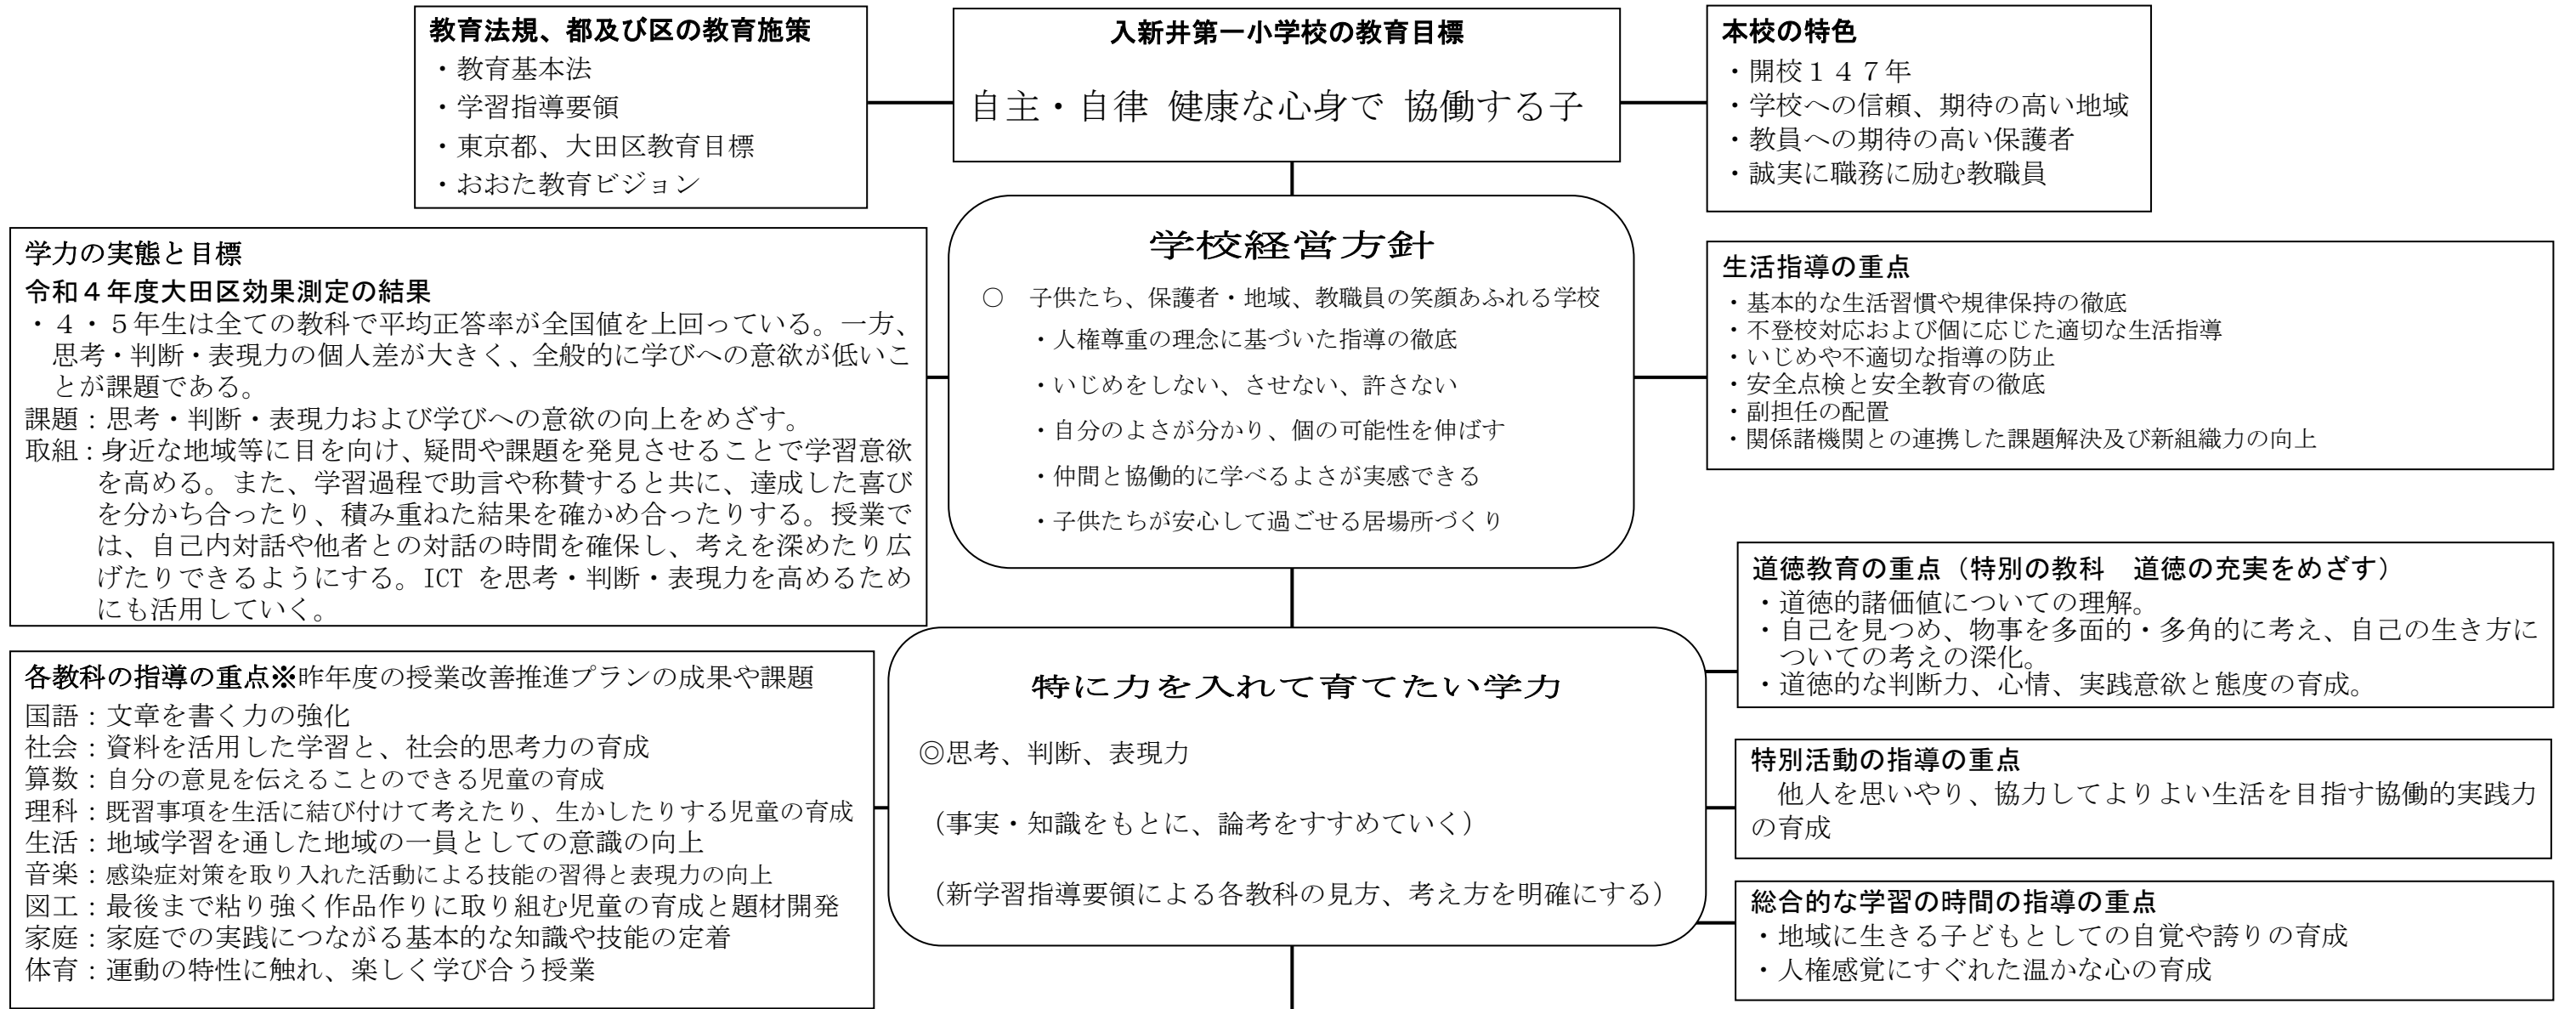 教育法規、都及び区の教育施策
・教育基本法
・学習指導要領
・東京都、大田区教育目標
・おおた教育ビジョン
入新井第一小学校の教育目標
自主・自律 健康な心身で 協働する子
本校の特色
・開校１４７年
・学校への信頼、期待の高い地域
・教員への期待の高い保護者
・誠実に職務に励む教職員
学力の実態と目標
令和４年度大田区効果測定の結果
・４・５年生は全ての教科で平均正答率が全国値を上回っている。一方、
思考・判断・表現力の個人差が大きく、全般的に学びへの意欲が低いこ
とが課題である。
課題：思考・判断・表現力および学びへの意欲の向上をめざす。
取組：身近な地域等に目を向け、疑問や課題を発見させることで学習意欲
を高める。また、学習過程で助言や称賛すると共に、達成した喜び
を分かち合ったり、積み重ねた結果を確かめ合ったりする。授業で
は、自己内対話や他者との対話の時間を確保し、考えを深めたり広
げたりできるようにする。ICT を思考・判断・表現力を高めるため
にも活用していく。
学校経営方針
○　子供たち、保護者・地域、教職員の笑顔あふれる学校
・人権尊重の理念に基づいた指導の徹底
・いじめをしない、させない、許さない
・自分のよさが分かり、個の可能性を伸ばす
・仲間と協働的に学べるよさが実感できる
・子供たちが安心して過ごせる居場所づくり
生活指導の重点
・基本的な生活習慣や規律保持の徹底
・不登校対応および個に応じた適切な生活指導
・いじめや不適切な指導の防止
・安全点検と安全教育の徹底
・副担任の配置
・関係諸機関との連携した課題解決及び新組織力の向上
各教科の指導の重点※昨年度の授業改善推進プランの成果や課題
国語：文章を書く力の強化
社会：資料を活用した学習と、社会的思考力の育成
算数：自分の意見を伝えることのできる児童の育成
理科：既習事項を生活に結び付けて考えたり、生かしたりする児童の育成
生活：地域学習を通した地域の一員としての意識の向上
音楽：感染症対策を取り入れた活動による技能の習得と表現力の向上
図工：最後まで粘り強く作品作りに取り組む児童の育成と題材開発
家庭：家庭での実践につながる基本的な知識や技能の定着
体育：運動の特性に触れ、楽しく学び合う授業
特に力を入れて育てたい学力
◎思考、判断、表現力
（事実・知識をもとに、論考をすすめていく）
（新学習指導要領による各教科の見方、考え方を明確にする）
道徳教育の重点（特別の教科　道徳の充実をめざす）
・道徳的諸価値についての理解。
・自己を見つめ、物事を多面的・多角的に考え、自己の生き方に
ついての考えの深化。
・道徳的な判断力、心情、実践意欲と態度の育成。
特別活動の指導の重点
　他人を思いやり、協力してよりよい生活を目指す協働的実践力
の育成
総合的な学習の時間の指導の重点
・地域に生きる子どもとしての自覚や誇りの育成
・人権感覚にすぐれた温かな心の育成